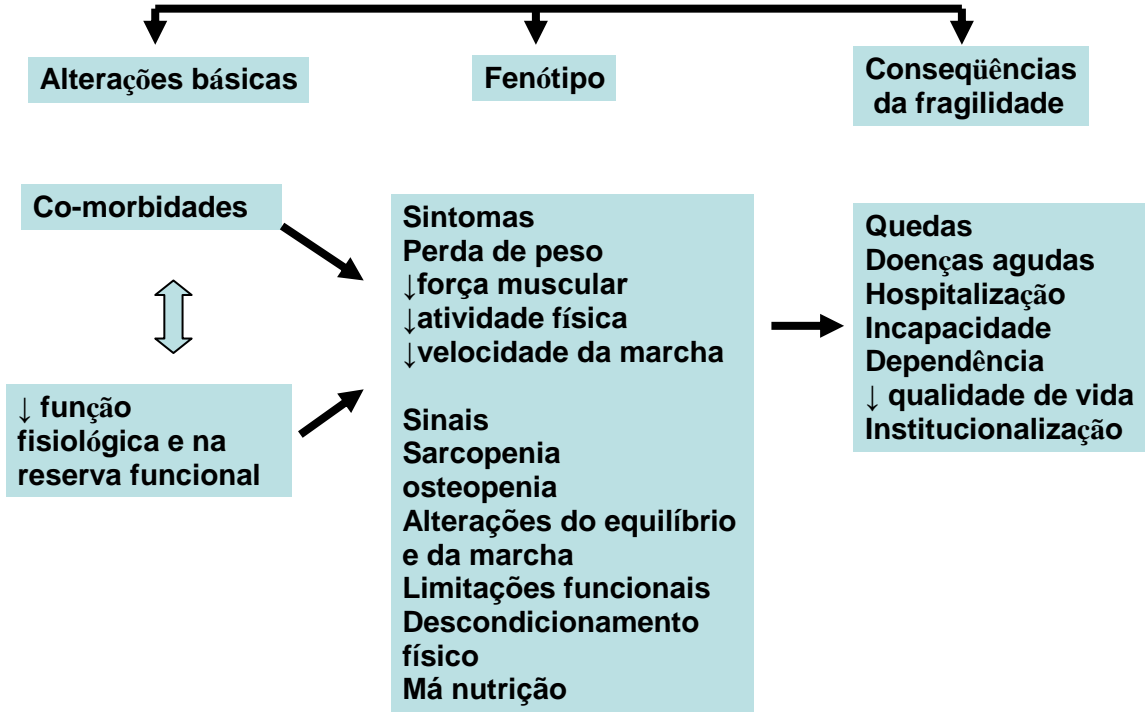 Alterações básicas
Fenótipo
Conseqüências
da fragilidade
Co-morbidades
↓ função
fisiológica e na
reserva funcional
Sintomas
Perda de peso
↓força muscular
↓atividade física
↓velocidade da marcha
Sinais
Sarcopenia
osteopenia
Alterações do equilíbrio
e da marcha
Limitações funcionais
Descondicionamento
físico
Má nutrição
Quedas
Doenças agudas
Hospitalização
Incapacidade
Dependência
↓ qualidade de vida
Institucionalização